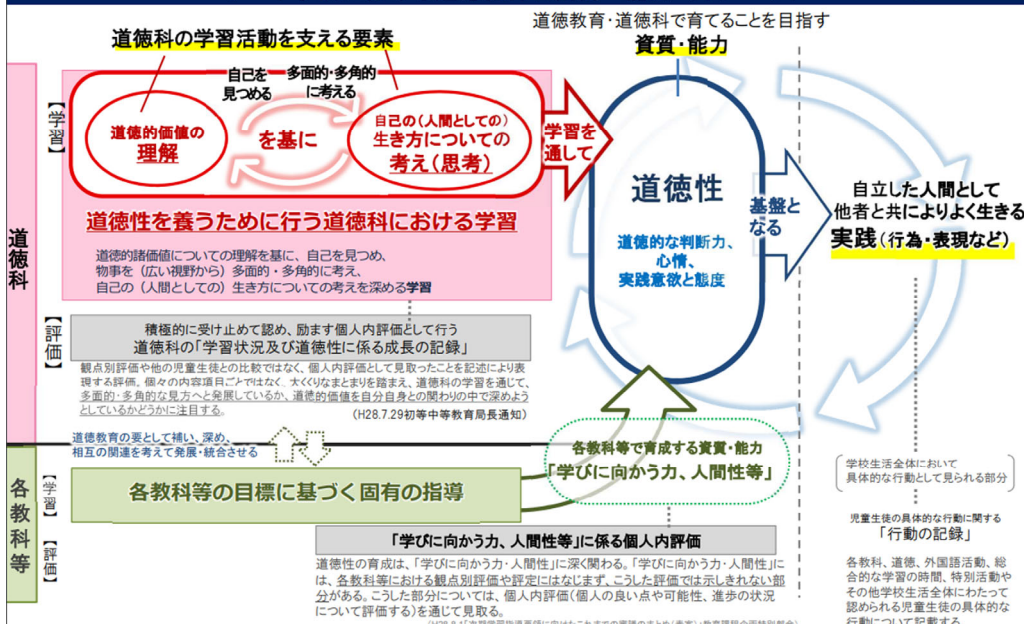 道徳教育・道徳科で育てることを目指す
資質・能力
道徳科の学習活動を支える要素
道徳科
【学習】
自己を
見つめる
多面的・多角的
に考える
道徳的価値の
理解
を基に
自己の(人間としての)
生き方についての
考え(思考)
学習を
通して
道徳性を養うために行う道徳科における学習
道徳的諸価値についての理解を基に、自己を見つめ、
物事を（広い視野から）多面的・多角的に考え、
自己の（人間としての）生き方についての考えを深める学習
道徳性
道徳的な判断力、
心情、
実践意欲と態度
基盤と
なる
自立した人間として
他者と共によりよく生きる
実践(行為・表現など)
【評価】
積極的に受け止めて認め、励ます個人内評価として行う
道徳科の「学習状況及び道徳性に係る成長の記録」
観点別評価や他の児童生徒との比較ではなく、個人内評価として見取ったことを記述により表
現する評価。個々の内容項目ごとではなく、大くくりなまとまりを踏まえ、道徳科の学習を通じて、
多面的・多角的な見方へと発展しているか、道徳的価値を自分自身との関わりの中で深めよう
としているかどうかに注目する。
（H28.7.29初等中等教育局長通知）
道徳教育の要として補い、深め、
相互の関連を考えて発展・統合させる
各教科等
【学習】
各教科等の目標に基づく固有の指導
各教科等で育成する資質・能力
「学びに向かう力、人間性等」
【評価】
「学びに向かう力、人間性等」に係る個人内評価
道徳性の育成は、「学びに向かう力・人間性」に深く関わる。「学びに向かう力・人間性」に
は、各教科等における観点別評価や評定にはなじまず、こうした評価では示しきれない部
分がある。こうした部分については、個人内評価(個人の良い点や可能性、進歩の状況
について評価する)を通じて見取る。
学校生活全体において
具体的な行動として見られる部分
児童生徒の具体的な行動に関する
「行動の記録」
各教科、道徳、外国語活動、総
合的な学習の時間、特別活動や
その他学校生活全体にわたって
認められる児童生徒の具体的な
行動について記載する。